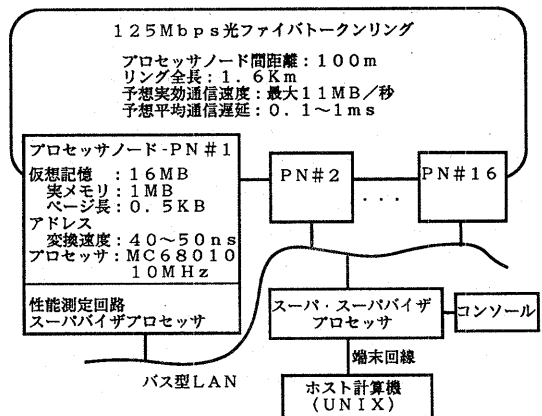 125Mbps光ファイバトークンリング
プロセッサノード間距離:100m
リング全長:1.6Km
予想実効通信速度:最大11MB/秒
予想平均通信遅延:0.1~1ms
プロセッサノード-PN#1
仮想記憶 :16MB
実メモリ:1MB
ページ長:0.5KB
アドレス
変換速度:40~50ns
プロセッサ:MC68010
10MHz
性能測定回路
スーパバイザプロセッサ
PN#2
...
PN#16
スーパ・スーパバイザ
プロセッサ
コンソール
端末回線
バス型LAN
ホスト計算機
(UNIX)